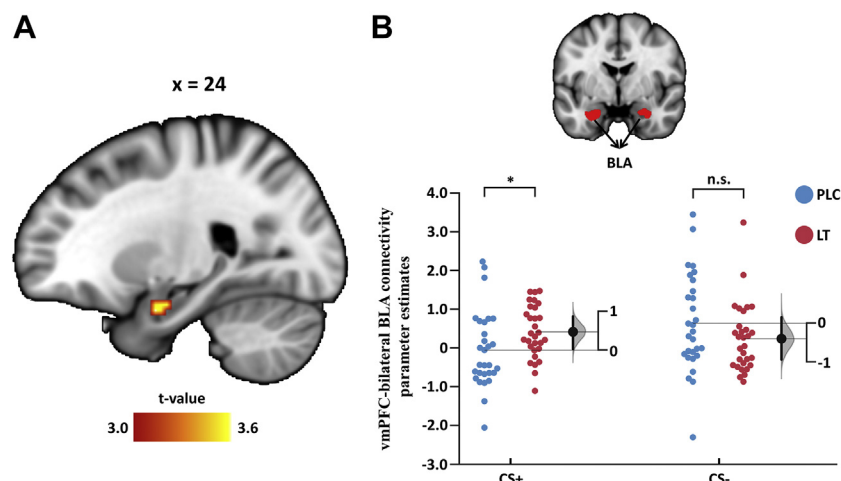 A
B
x = 24
BLA
t-value
3.0
3.6
vmPFC-bilateral BLA connectivity
parameter estimates
4.0
3.0
2.0
1.0
0
-1.0
-2.0
-3.0
*
n.s.
PLC
LT
1
0
0
-1
CS+
CS-